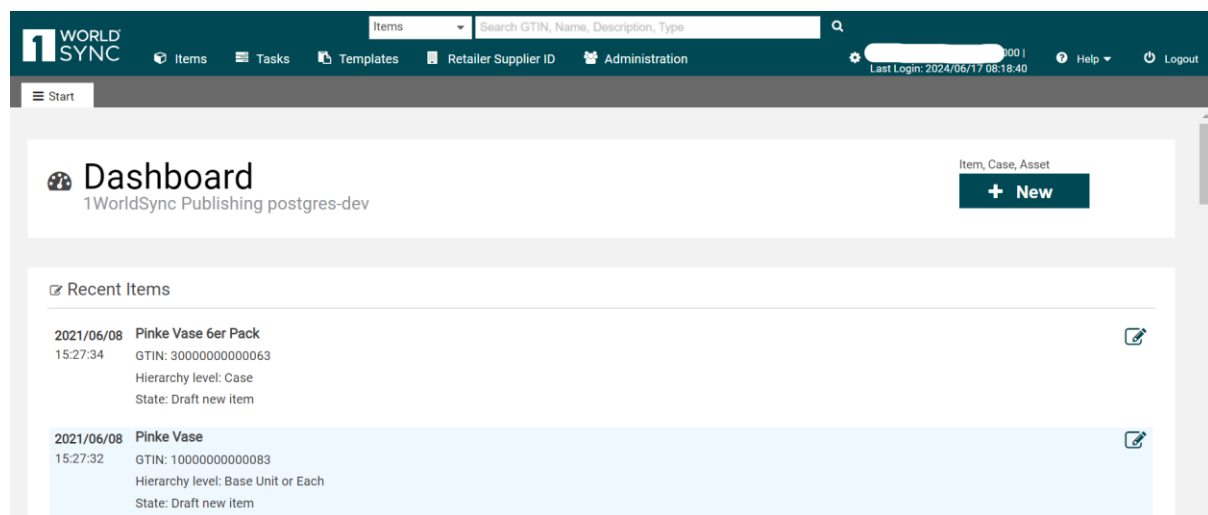 WORLD
SYNC
Items
Search GTIN, Name, Description, Type
Items
Tasks
Templates
Retailer Supplier ID
Administration
000 |
Last Login: 2024/06/17 08:18:40
Help
Logout
Start
Dashboard
1WorldSync Publishing postgres-dev
Item, Case, Asset
+ New
Recent Items
2021/06/08 Pinke Vase 6er Pack
15:27:34 GTIN: 30000000000063
Hierarchy level: Case
State: Draft new item
2021/06/08 Pinke Vase
15:27:32 GTIN: 10000000000083
Hierarchy level: Base Unit or Each
State: Draft new item